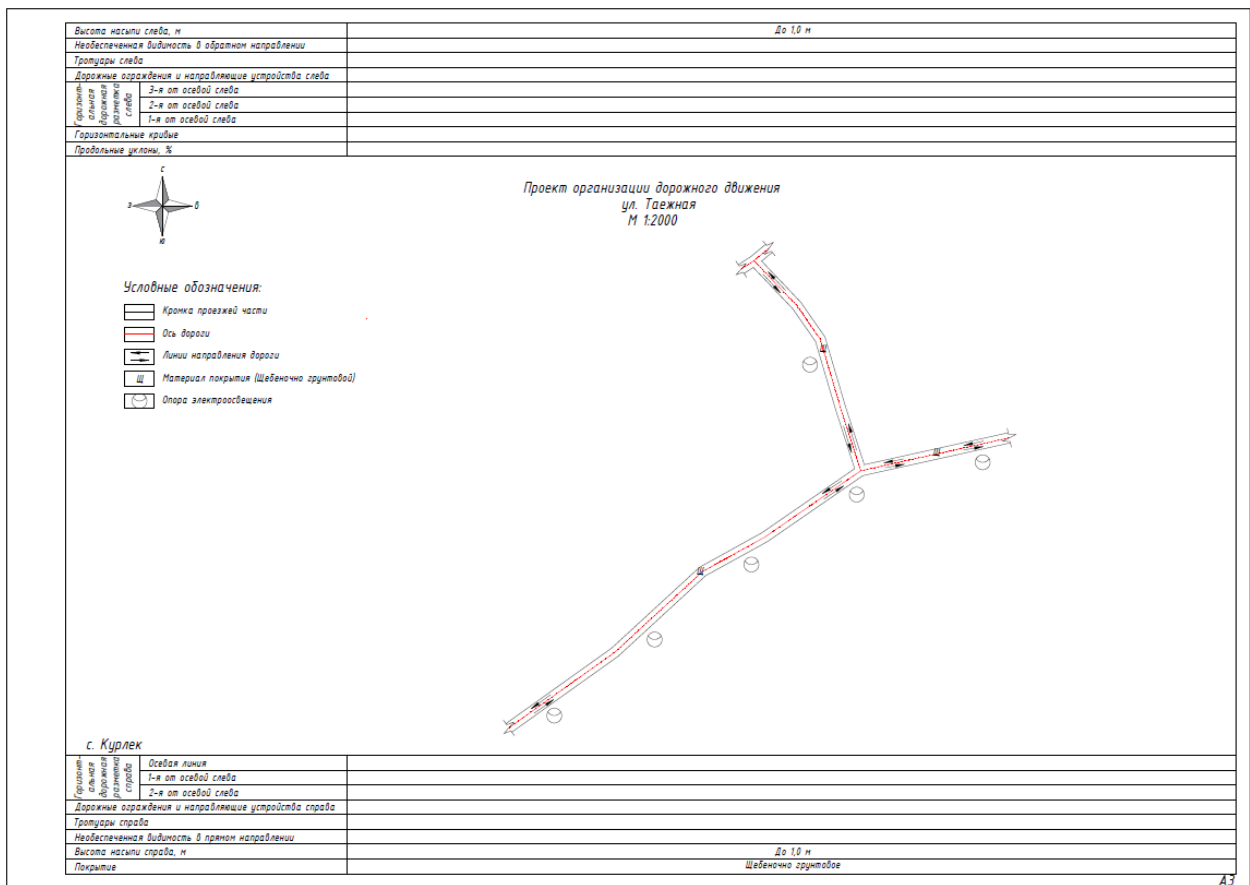 Высота насыпи слева, м
До 1,0 м
Необеспеченная видимость в обратном направлении
Тротуары слева
Дорожные ограждения и направляющие устройства слева
Горизонт-
альная
дорожная
разметка
слева
3-я от осевой слева
2-я от осевой слева
1-я от осевой слева
Горизонтальные кривые
Продольные уклоны, %
с
з
в
ю
Проект организации дорожного движения
ул. Таежная
М 1:2000
Условные обозначения:
Кромка проезжей части
Ось дороги
Линии направления дороги
Щ
Материал покрытия (Щебеночно грунтовой)
Опора электроосвещения
Щ
Щ
Щ
с. Курлек
Горизонт-
альная
дорожная
разметка
справа
Осевая линия
1-я от осевой слева
2-я от осевой слева
Дорожные ограждения и направляющие устройства справа
Тротуары справа
Необеспеченная видимость в прямом направлении
Высота насыпи справа, м
До 1,0 м
Покрытие
Щебеночно грунтовое
А3